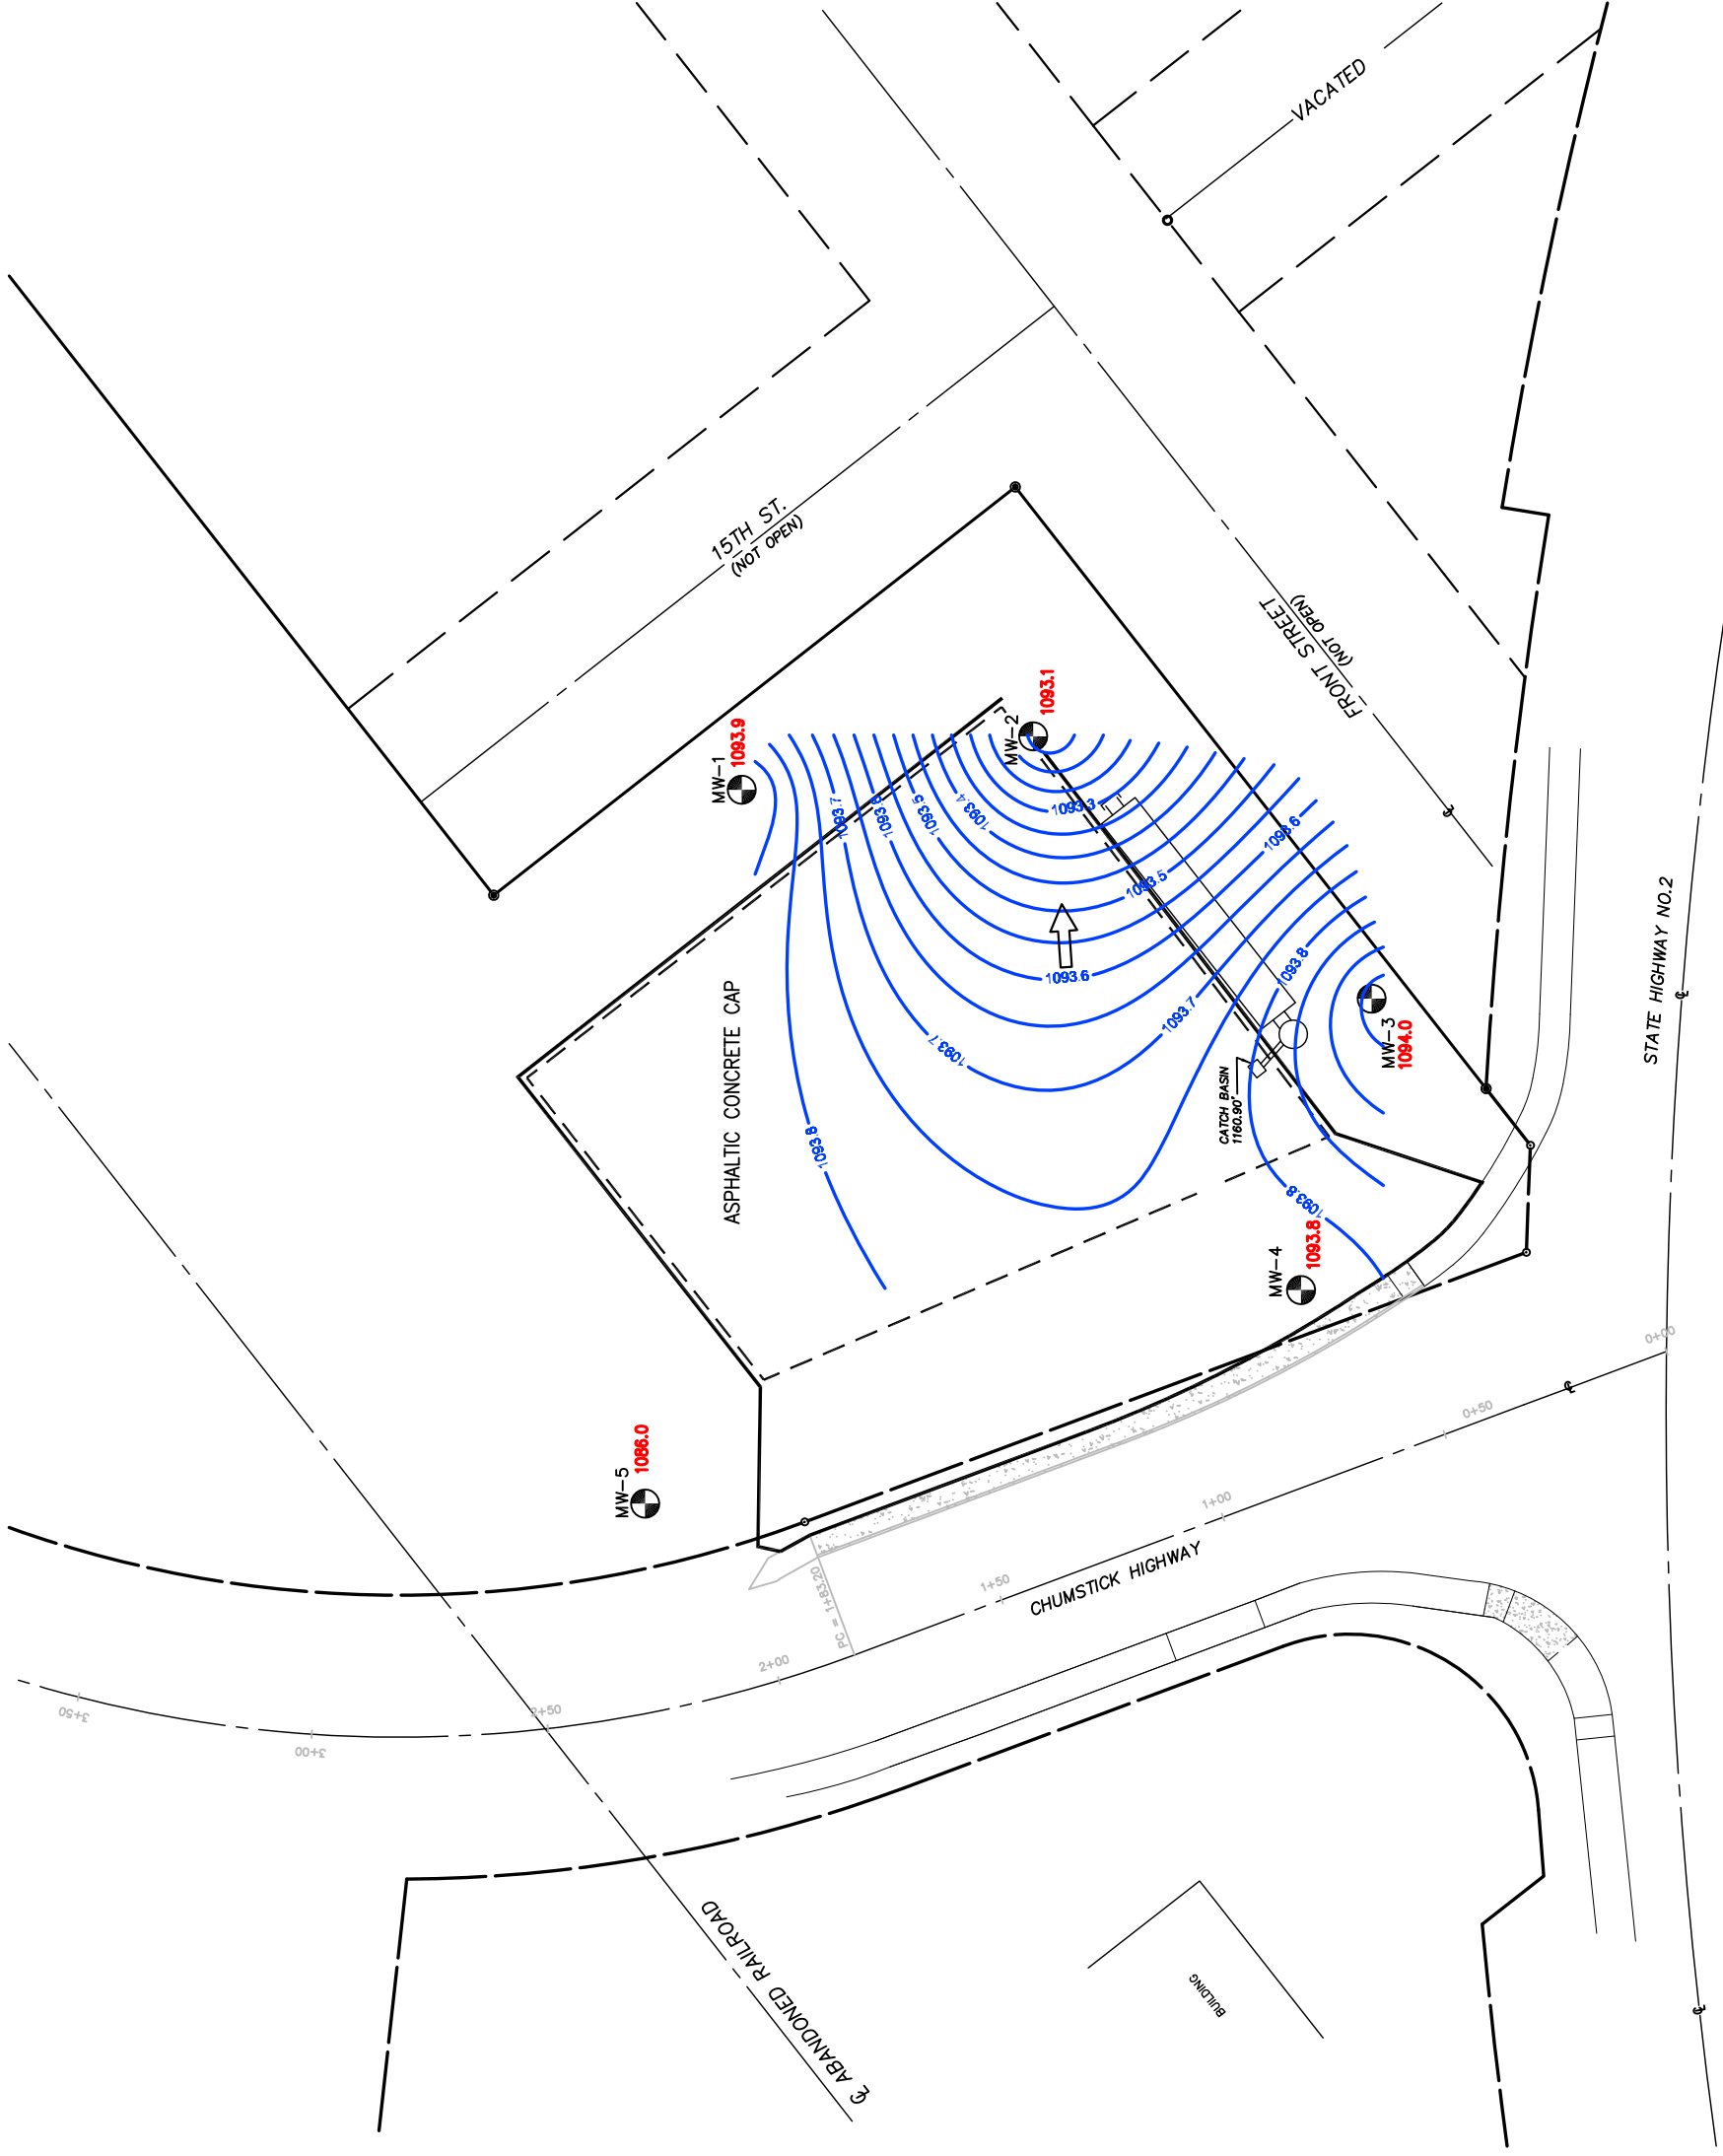 VACATED
15TH ST.
(NOT OPEN)
FRONT STREET
(NOT OPEN)
MW-1
1093.9
MW-2
1093.1
1093.7
1093.6
1093.5
1093.4
1093.3
1093.6
1093.5
1093.6
1093.7
1093.7
1093.8
1093.8
1093.8
ASPHALTIC CONCRETE CAP
MW-3
1094.0
CATCH BASIN
1160.90'
MW-4
1093.8
MW-5
1086.0
STATE HIGHWAY NO.2
CHUMSTICK HIGHWAY
0+00
0+50
1+00
1+50
PC = 1+83.20
2+00
2+50
3+00
3+50
℄ ABANDONED RAILROAD
BUILDING
℄
℄
℄
℄